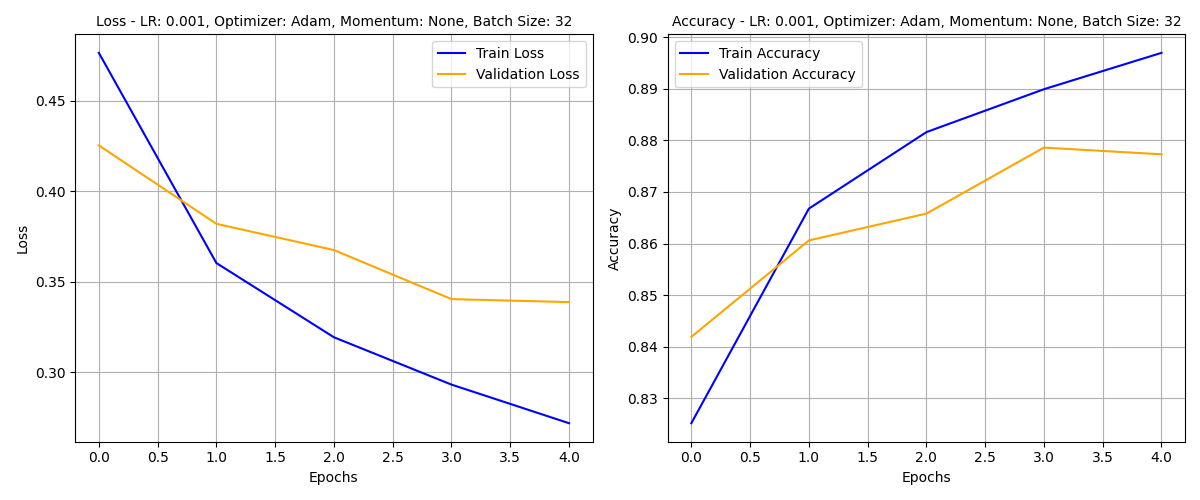 Loss - LR: 0.001, Optimizer: Adam, Momentum: None, Batch Size: 32
Train Loss
Validation Loss
0.45
0.40
0.35
0.30
Loss
0.0 0.5 1.0 1.5 2.0 2.5 3.0 3.5 4.0
Epochs
Accuracy - LR: 0.001, Optimizer: Adam, Momentum: None, Batch Size: 32
Train Accuracy
Validation Accuracy
0.90
0.89
0.88
0.87
0.86
0.85
0.84
0.83
Accuracy
0.0 0.5 1.0 1.5 2.0 2.5 3.0 3.5 4.0
Epochs